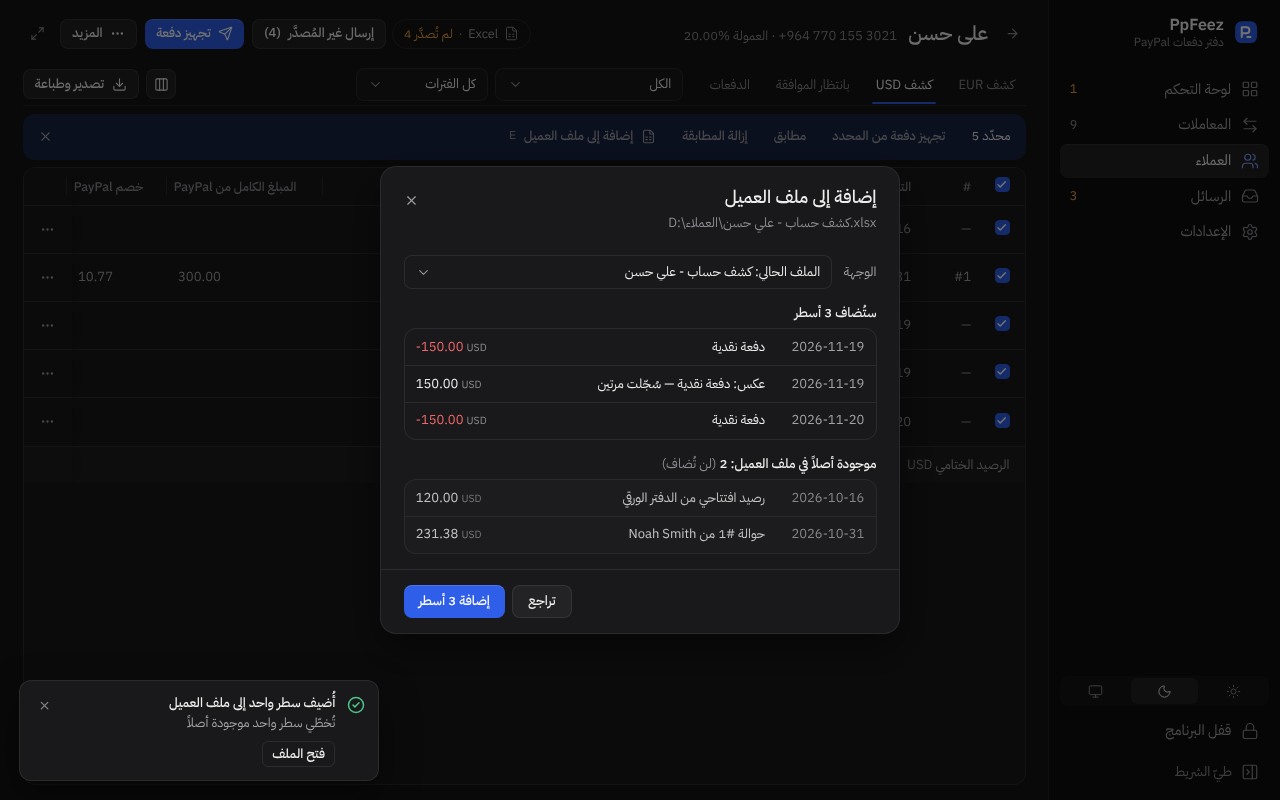 PpFeez
دفتر دفعات PayPal
لوحة التحكم 1
المعاملات 9
العملاء
الرسائل 3
الإعدادات
قفل البرنامج
طيّ الشريط
علي حسن
+964 770 155 3021 · العمولة 20.00%
Excel · لم تُصدَّر 4
إرسال غير المُصدَّر (4)
تجهيز دفعة
المزيد
كشف EUR
كشف USD
بانتظار الموافقة
الدفعات
الكل
كل الفترات
تصدير وطباعة
محدّد 5
تجهيز دفعة من المحدد
مطابق
إزالة المطابقة
إضافة إلى ملف العميل E
#
المبلغ الكامل من PayPal
خصم PayPal
—
#1 300.00 10.77
—
—
—
الرصيد الختامي USD
إضافة إلى ملف العميل
D:\العملاء\كشف حساب - علي حسن.xlsx
الوجهة
الملف الحالي: كشف حساب - علي حسن
ستُضاف 3 أسطر
2026-11-19 دفعة نقدية -150.00 USD
2026-11-19 عكس: دفعة نقدية — سُجّلت مرتين 150.00 USD
2026-11-20 دفعة نقدية -150.00 USD
موجودة أصلاً في ملف العميل: 2 (لن تُضاف)
2026-10-16 رصيد افتتاحي من الدفتر الورقي 120.00 USD
2026-10-31 حوالة #1 من Noah Smith 231.38 USD
تراجع
إضافة 3 أسطر
أُضيف سطر واحد إلى ملف العميل
تُخطّي سطر واحد موجودة أصلاً
فتح الملف